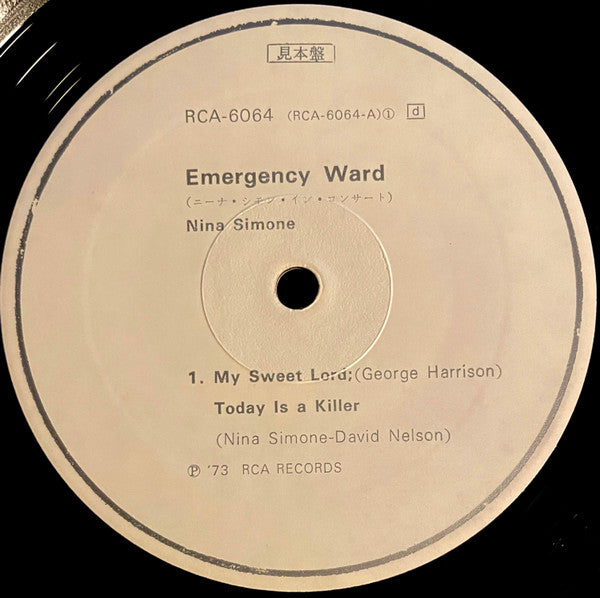 見本盤
RCA-6064 (RCA-6064-A)① d
Emergency Ward
(ニーナ・シモン・イン・コンサート)
Nina Simone
1. My Sweet Lord;(George Harrison)
Today Is a Killer
(Nina Simone-David Nelson)
Ⓟ '73 RCA RECORDS